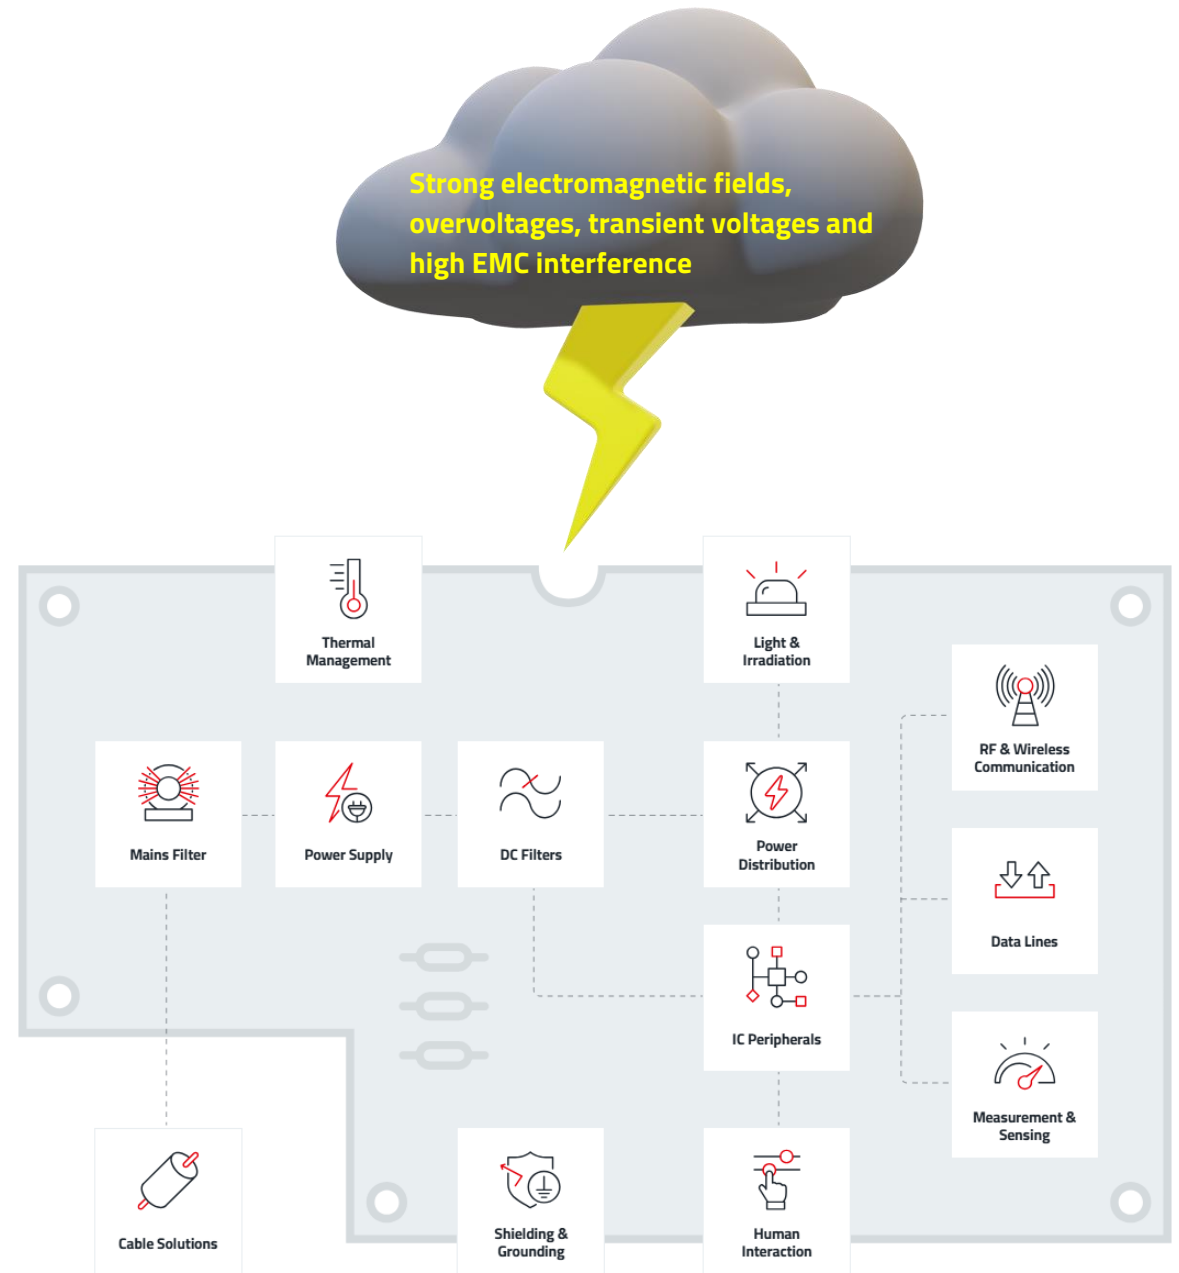 Strong electromagnetic fields,
overvoltages, transient voltages and
high EMC interference
Thermal
Management
Light &
Irradiation
RF & Wireless
Communication
Mains Filter
Power Supply
DC Filters
Power
Distribution
Data Lines
IC Peripherals
Measurement &
Sensing
Cable Solutions
Shielding &
Grounding
Human
Interaction